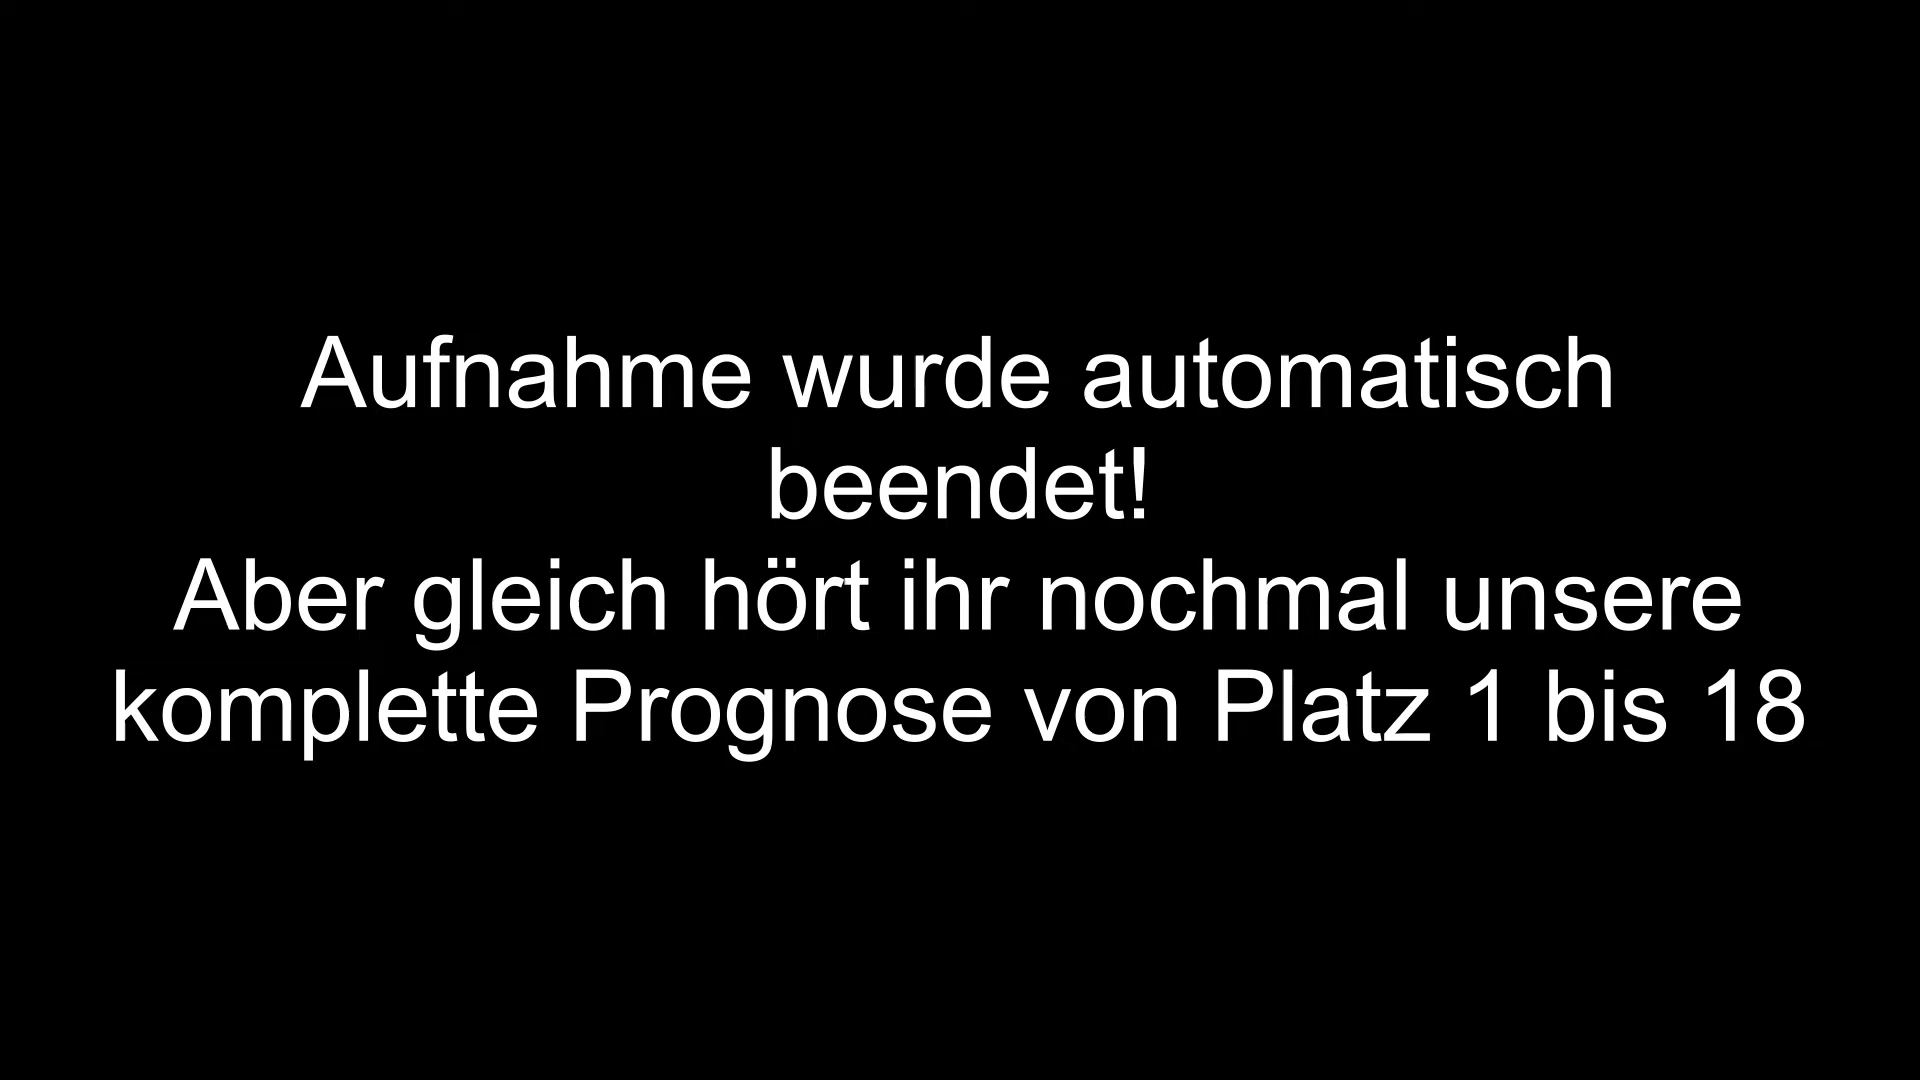 Aufnahme wurde automatisch
beendet!
Aber gleich hört ihr nochmal unsere
komplette Prognose von Platz 1 bis 18